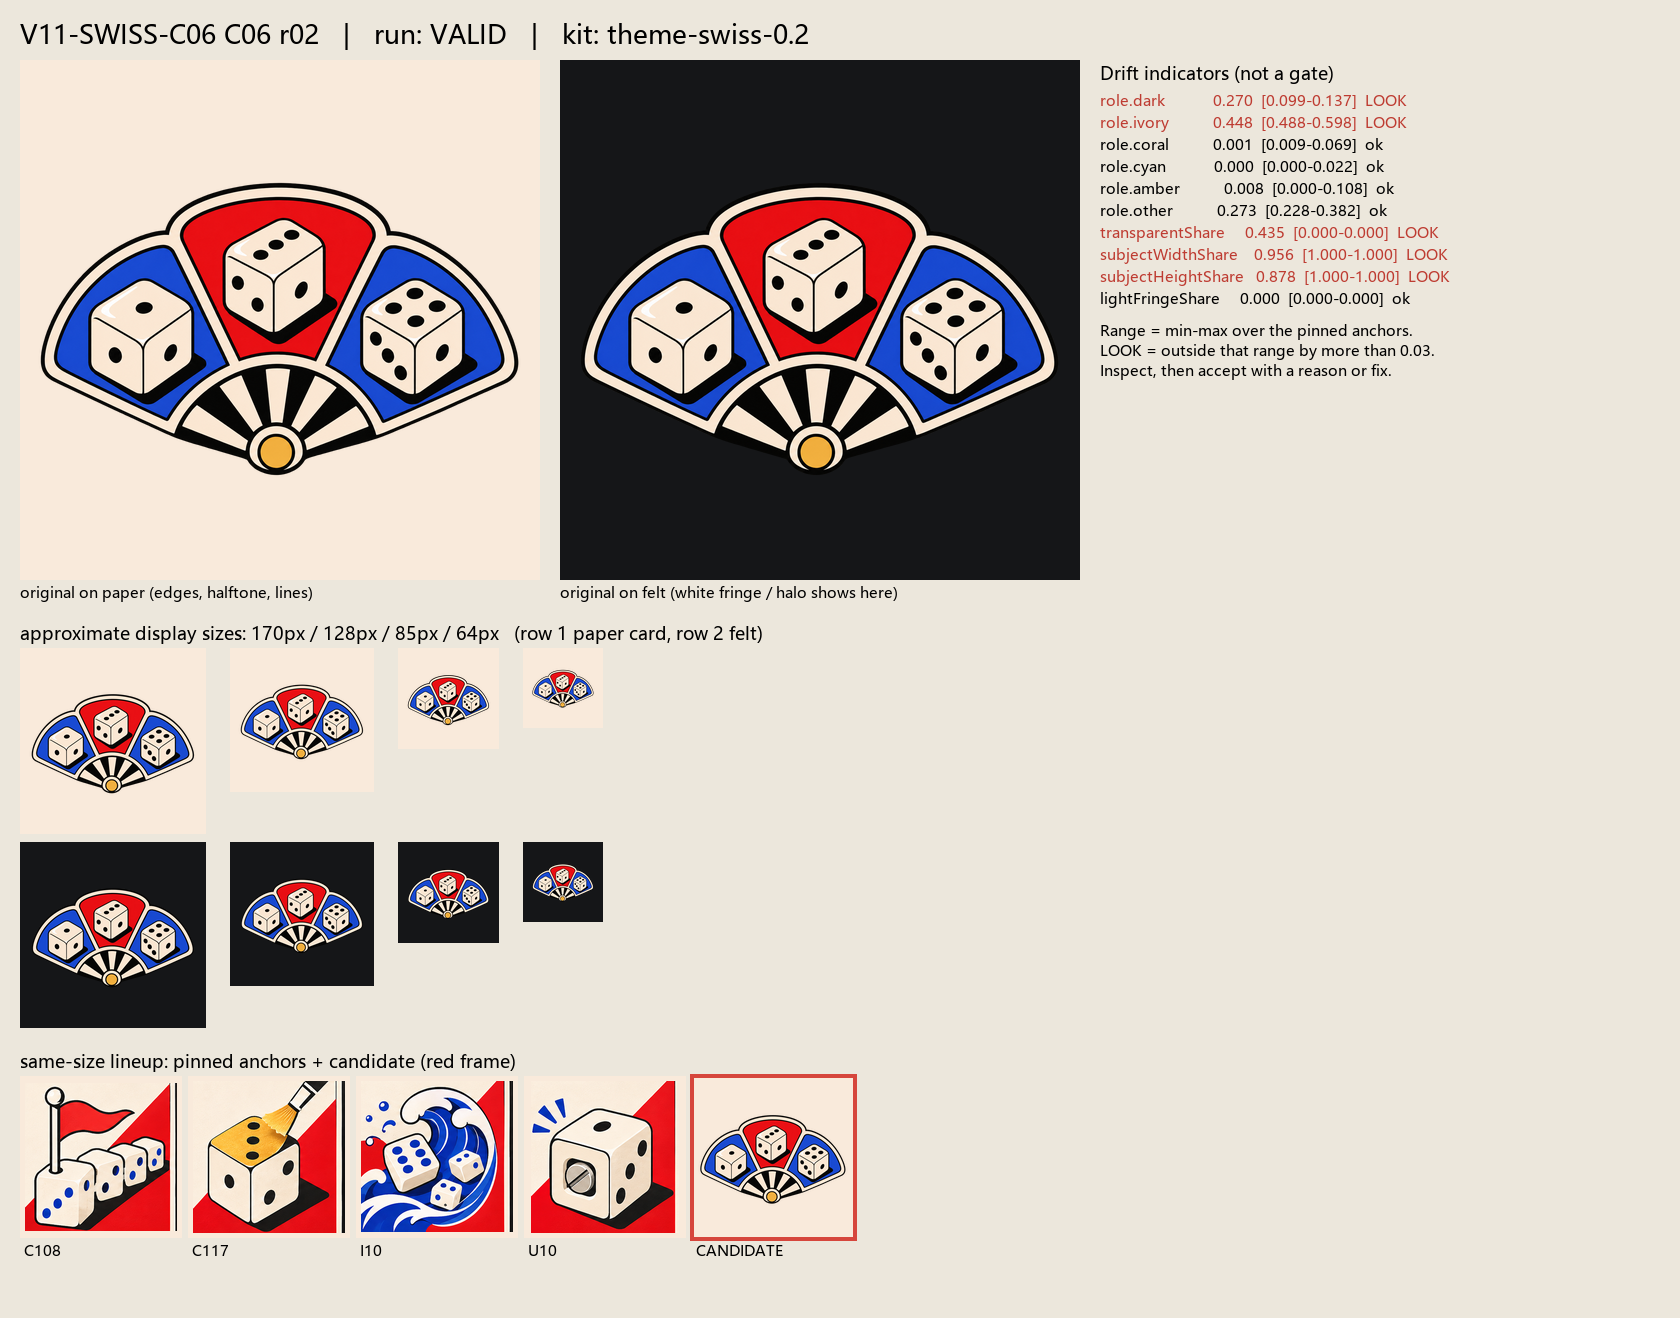 V11-SWISS-C06 C06 r02 | run: VALID | kit: theme-swiss-0.2
Drift indicators (not a gate)
role.dark 0.270 [0.099-0.137] LOOK
role.ivory 0.448 [0.488-0.598] LOOK
role.coral 0.001 [0.009-0.069] ok
role.cyan 0.000 [0.000-0.022] ok
role.amber 0.008 [0.000-0.108] ok
role.other 0.273 [0.228-0.382] ok
transparentShare 0.435 [0.000-0.000] LOOK
subjectWidthShare 0.956 [1.000-1.000] LOOK
subjectHeightShare 0.878 [1.000-1.000] LOOK
lightFringeShare 0.000 [0.000-0.000] ok
Range = min-max over the pinned anchors.
LOOK = outside that range by more than 0.03.
Inspect, then accept with a reason or fix.
original on paper (edges, halftone, lines)
original on felt (white fringe / halo shows here)
approximate display sizes: 170px / 128px / 85px / 64px (row 1 paper card, row 2 felt)
same-size lineup: pinned anchors + candidate (red frame)
C108
C117
I10
U10
CANDIDATE